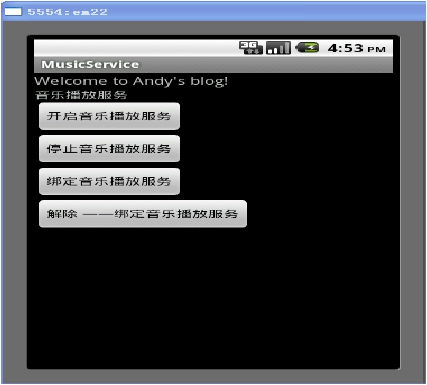 5554:em22
3G 4:53 PM
MusicService
Welcome to Andy's blog!
音乐播放服务
开启音乐播放服务
停止音乐播放服务
绑定音乐播放服务
解除 ——绑定音乐播放服务